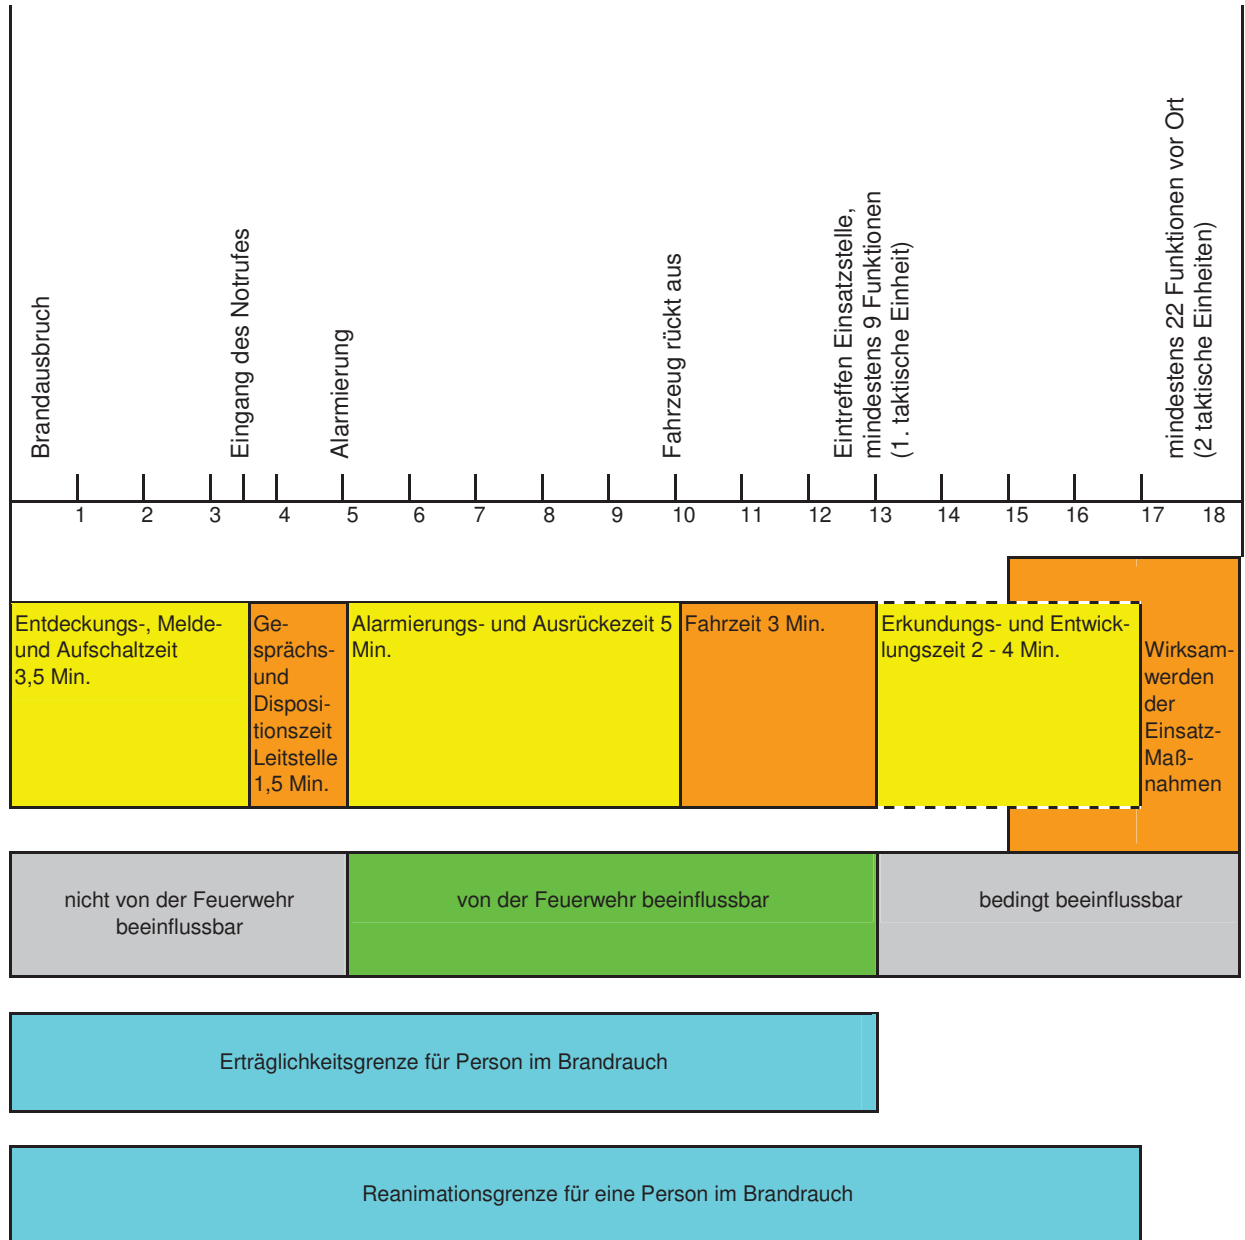 Brandausbruch
Eingang des Notrufes
Alarmierung
Fahrzeug rückt aus
Eintreffen Einsatzstelle,
mindestens 9 Funktionen
(1. taktische Einheit)
mindestens 22 Funktionen vor Ort
(2 taktische Einheiten)
1 2 3 4 5 6 7 8 9 10 11 12 13 14 15 16 17 18
Entdeckungs-, Melde-
und Aufschaltzeit
3,5 Min.
Ge-
sprächs-
und
Disposi-
tionszeit
Leitstelle
1,5 Min.
Alarmierungs- und Ausrückezeit 5
Min.
Fahrzeit 3 Min.
Erkundungs- und Entwick-
lungszeit 2 - 4 Min.
Wirksam-
werden
der
Einsatz-
Maß-
nahmen
nicht von der Feuerwehr
beeinflussbar
von der Feuerwehr beeinflussbar
bedingt beeinflussbar
Erträglichkeitsgrenze für Person im Brandrauch
Reanimationsgrenze für eine Person im Brandrauch